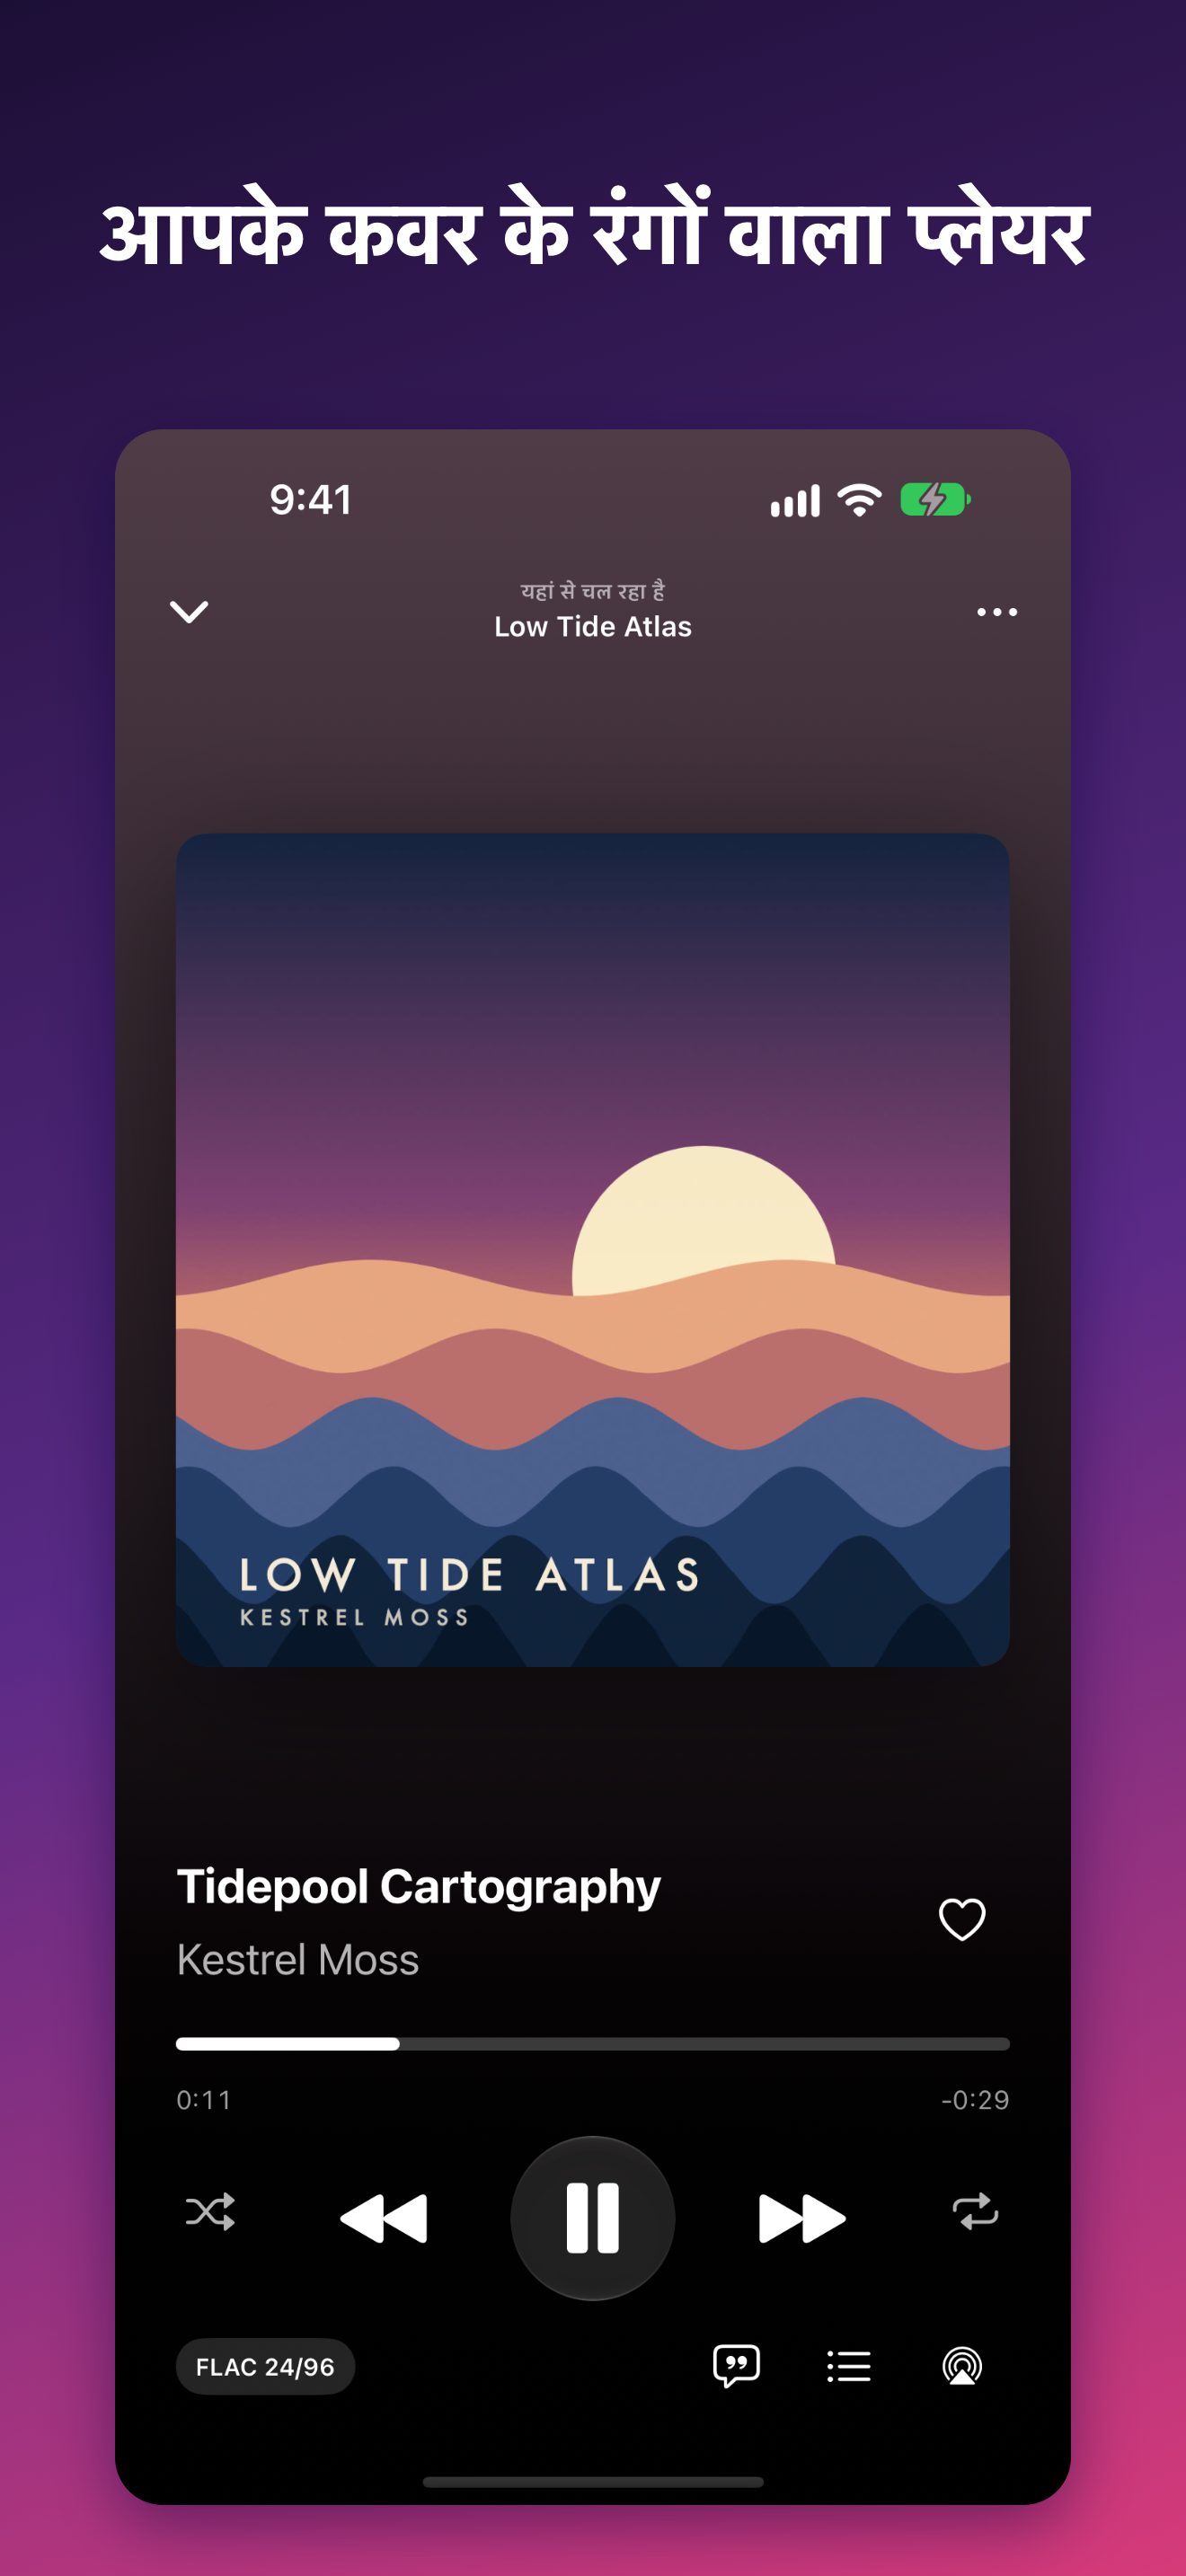 आपके कवर के रंगों वाला प्लेयर
9:41
यहां से चल रहा है
Low Tide Atlas
LOW TIDE ATLAS
KESTREL MOSS
Tidepool Cartography
Kestrel Moss
0:11 -0:29
FLAC 24/96